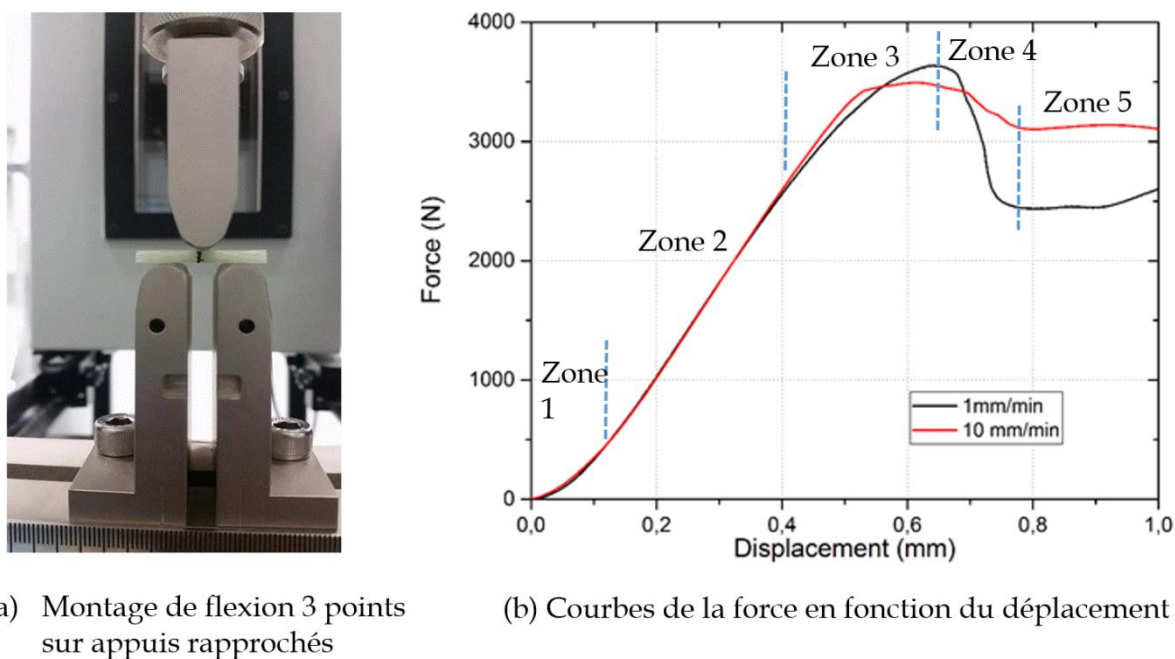 4000
3000
2000
1000
0
Force (N)
Zone 1
Zone 2
Zone 3
Zone 4
Zone 5
1mm/min
10 mm/min
0,0 0,2 0,4 0,6 0,8 1,0
Displacement (mm)
a) Montage de flexion 3 points
sur appuis rapprochés
(b) Courbes de la force en fonction du déplacement